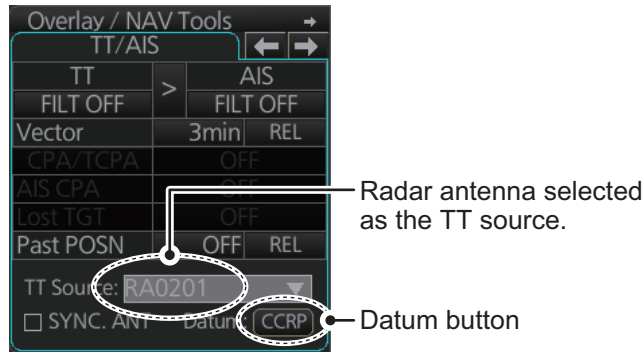 Overlay / NAV Tools →
TT/AIS ← →
TT > AIS
FILT OFF FILT OFF
Vector 3min REL
CPA/TCPA OFF
AIS CPA OFF
Lost TGT OFF
Past POSN OFF REL
TT Source: RA0201
SYNC. ANT Datum: CCRP
Radar antenna selected
as the TT source.
Datum button